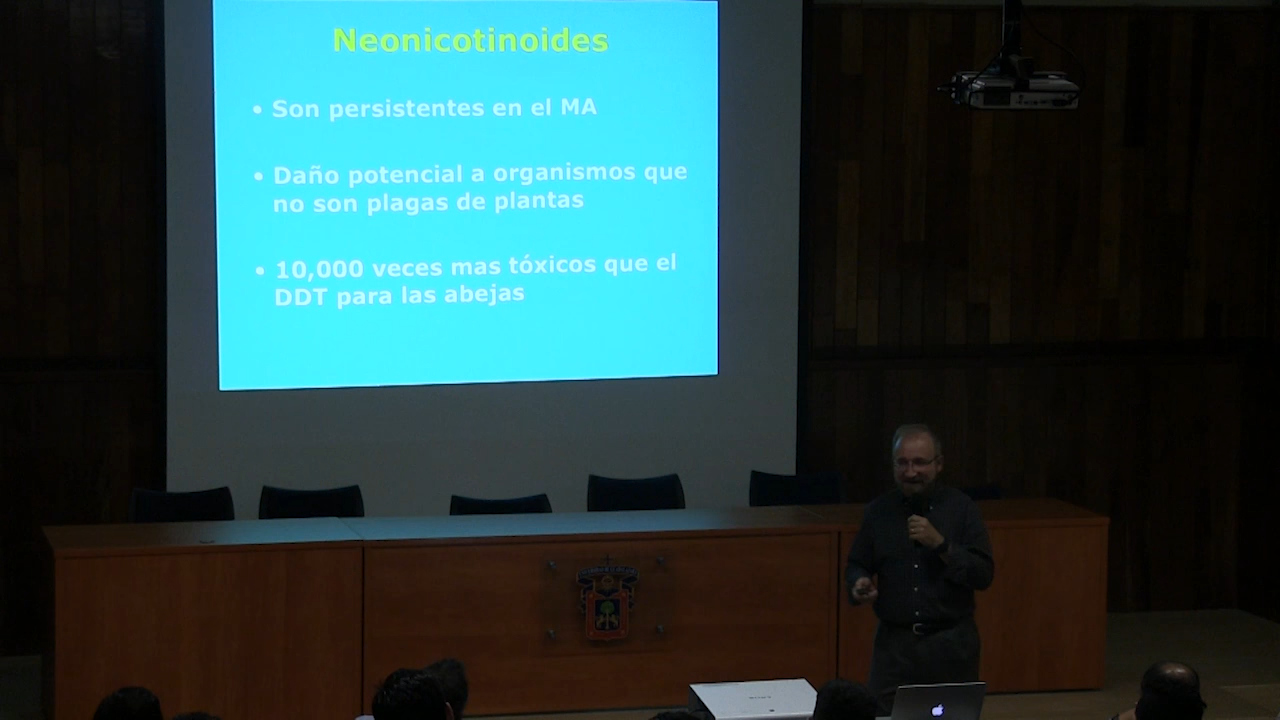 Neonicotinoides
• Son persistentes en el MA
• Daño potencial a organismos que
no son plagas de plantas
• 10,000 veces mas tóxicos que el
DDT para las abejas